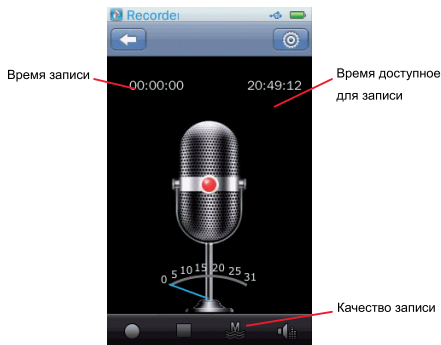 Recorder
Время записи
00:00:00
20:49:12
Время доступное
для записи
0 5 10 15 20 25 31
Качество записи
M